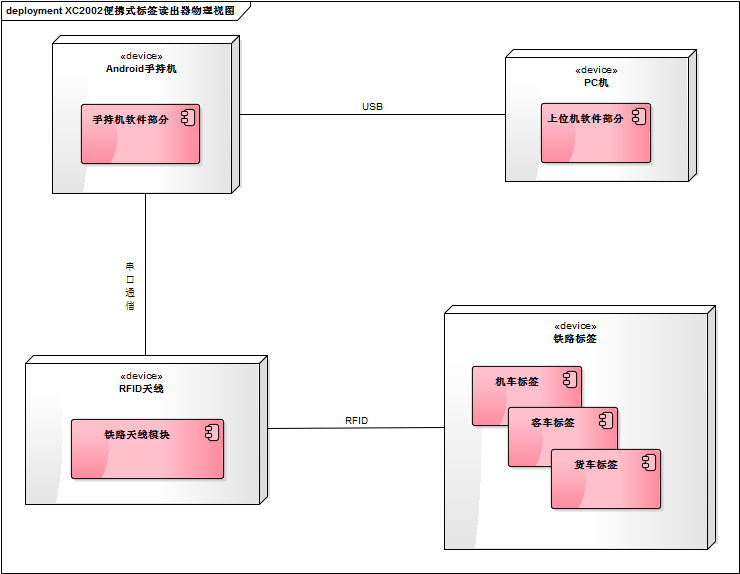 deployment XC2002便携式标签读出器物理视图
«device»
Android手持机
手持机软件部分
USB
«device»
PC机
上位机软件部分
串
口
通
信
«device»
RFID天线
铁路天线模块
RFID
«device»
铁路标签
机车标签
客车标签
货车标签